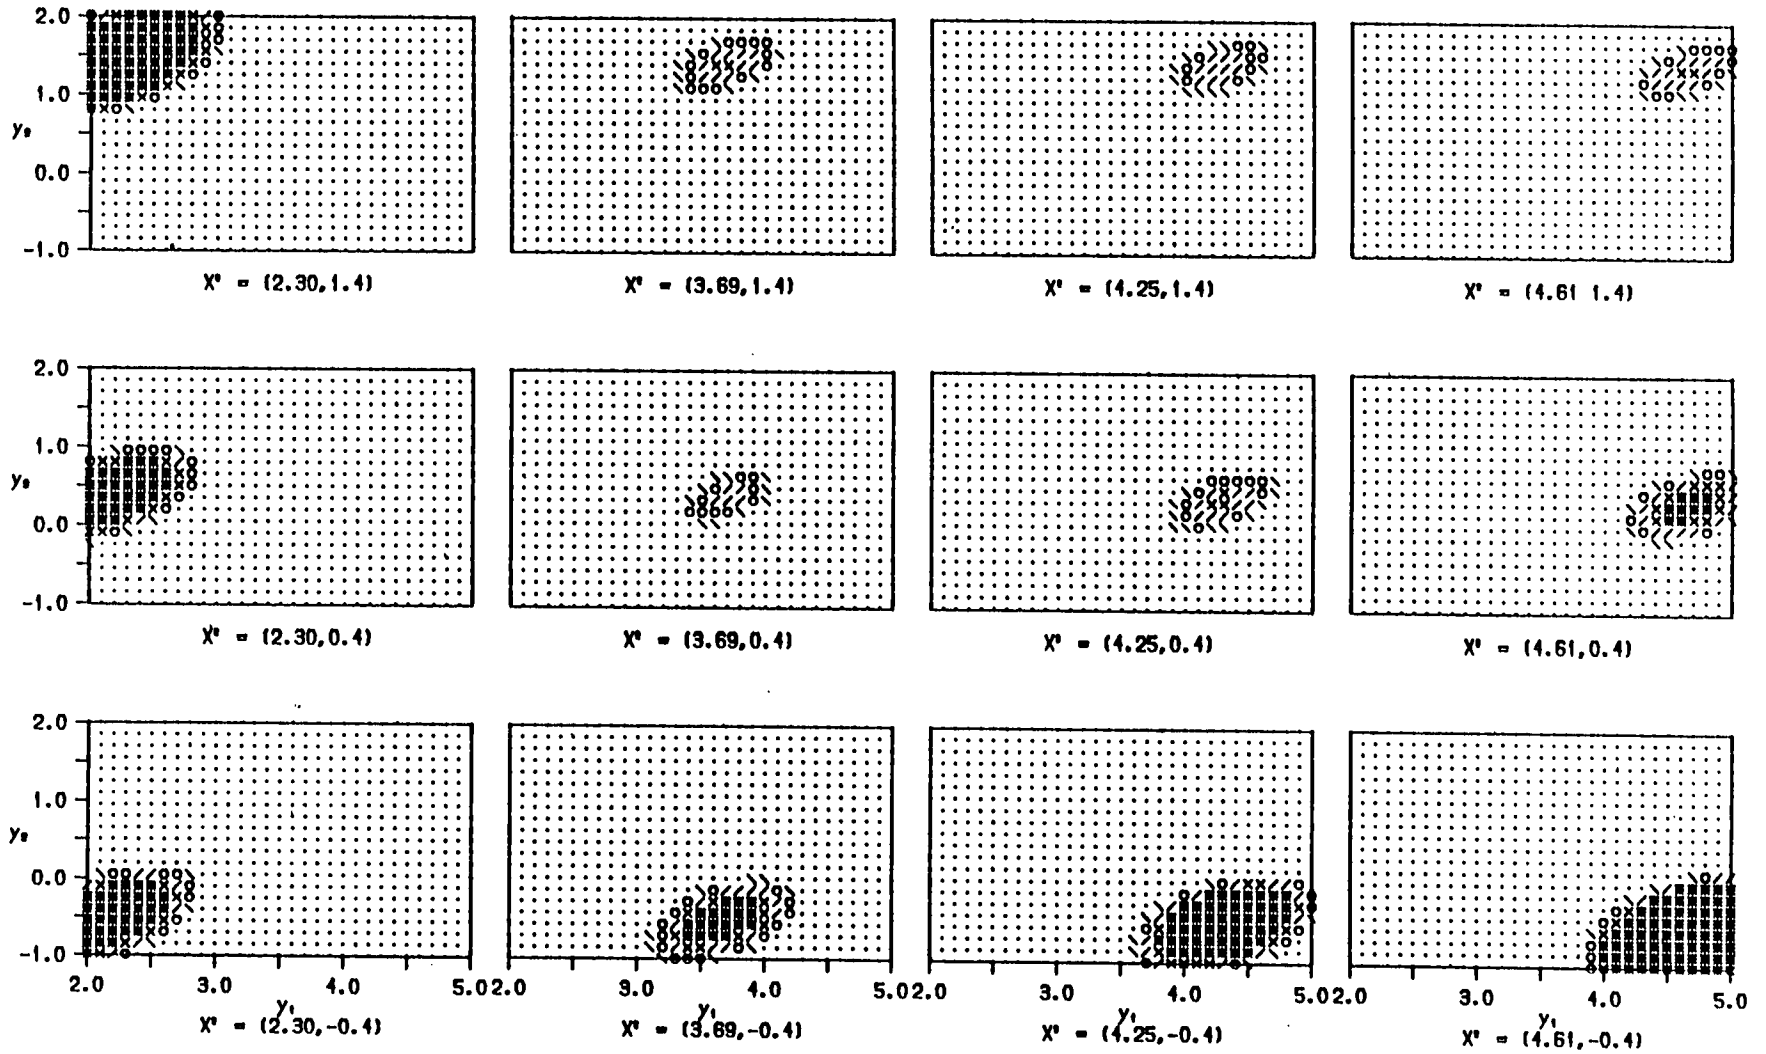 2.0
1.0
y₂
0.0
-1.0
X' = (2.30,1.4) X' = (3.69,1.4) X' = (4.25,1.4) X' = (4.61 1.4)
2.0
1.0
y₂
0.0
-1.0
X' = (2.30,0.4) X' = (3.69,0.4) X' = (4.25,0.4) X' = (4.61,0.4)
2.0
1.0
y₂
0.0
-1.0
2.0 3.0 4.0 5.0 2.0 3.0 4.0 5.0 2.0 3.0 4.0 5.0 2.0 3.0 4.0 5.0
y₁ y₁ y₁ y₁
X' = (2.30,-0.4) X' = (3.69,-0.4) X' = (4.25,-0.4) X' = (4.61,-0.4)